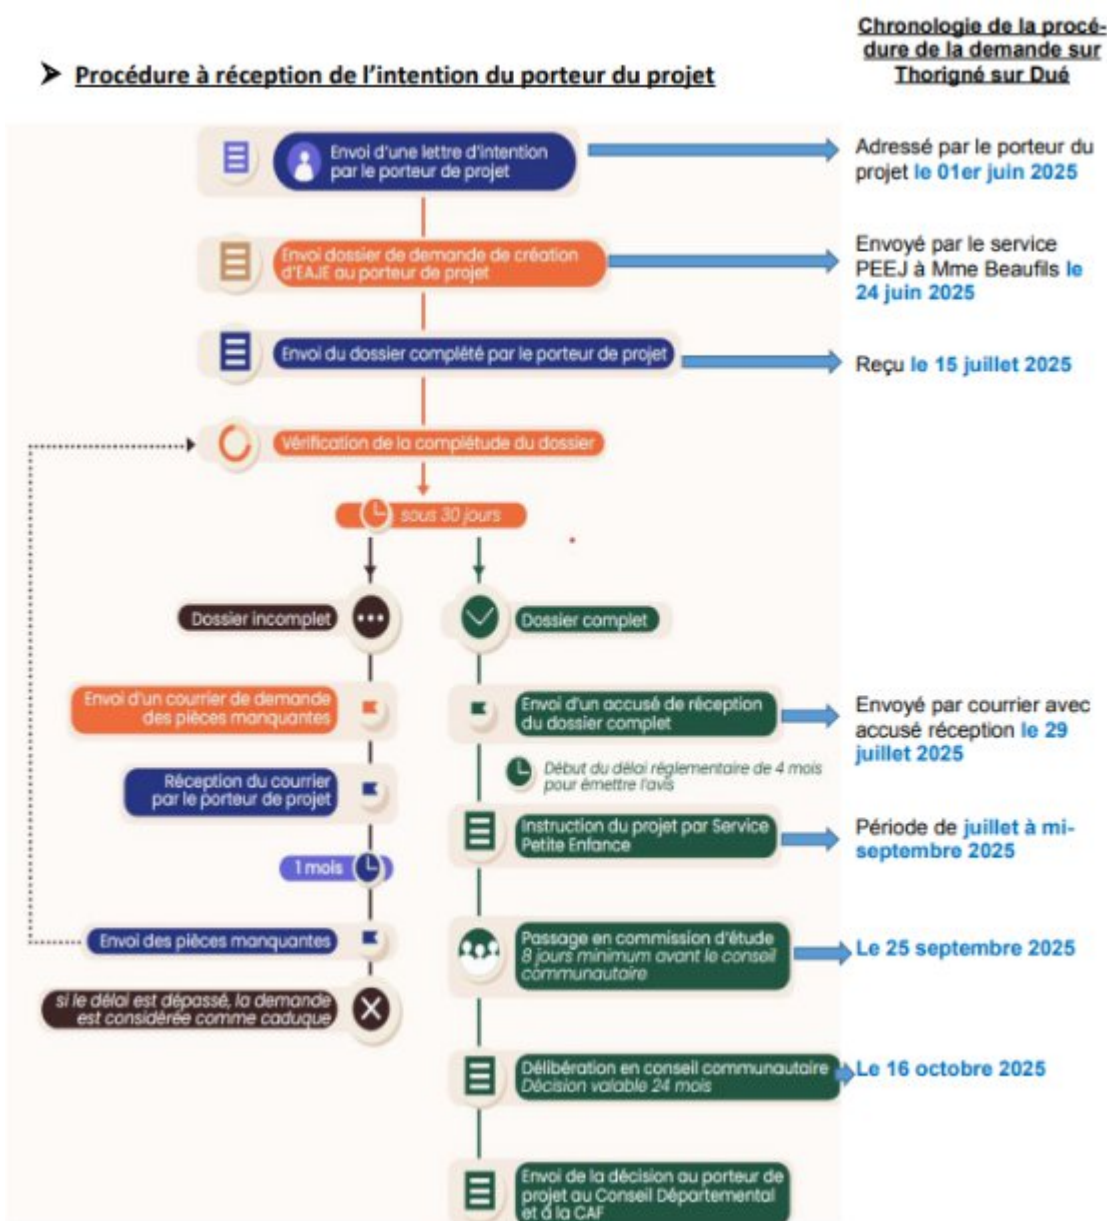 Chronologie de la procé-
dure de la demande sur
Thorigné sur Dué
➤ Procédure à réception de l'intention du porteur du projet
Envoi d'une lettre d'intention
par le porteur de projet
Adressé par le porteur du
projet le 01er juin 2025
Envoi dossier de demande de création
d'EAJE au porteur de projet
Envoyé par le service
PEEJ à Mme Beaufils le
24 juin 2025
Envoi du dossier complété par le porteur de projet
Reçu le 15 juillet 2025
Vérification de la complétude du dossier
sous 30 jours
Dossier incomplet
Dossier complet
Envoi d'un courrier de demande
des pièces manquantes
Envoi d'un accusé de réception
du dossier complet
Envoyé par courrier avec
accusé réception le 29
juillet 2025
Début du délai réglementaire de 4 mois
pour émettre l'avis
Réception du courrier
par le porteur de projet
Instruction du projet par Service
Petite Enfance
Période de juillet à mi-
septembre 2025
1 mois
Envoi des pièces manquantes
Passage en commission d'étude
8 jours minimum avant le conseil
communautaire
Le 25 septembre 2025
si le délai est dépassé, la demande
est considérée comme caduque
Délibération en conseil communautaire
Décision valable 24 mois
Le 16 octobre 2025
Envoi de la décision au porteur de
projet au Conseil Départemental
et à la CAF